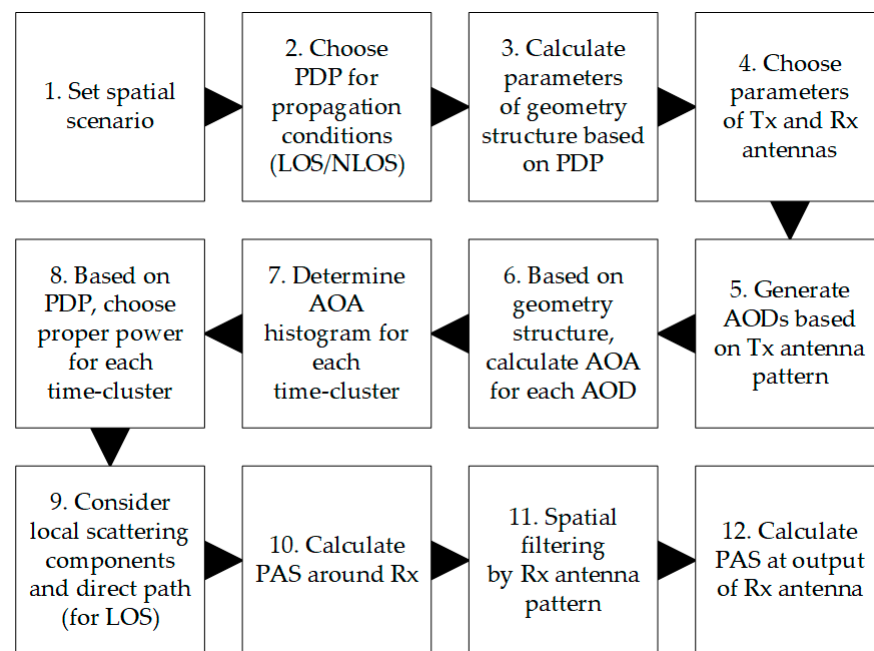 1. Set spatial
scenario
2. Choose
PDP for
propagation
conditions
(LOS/NLOS)
3. Calculate
parameters
of geometry
structure based
on PDP
4. Choose
parameters
of Tx and Rx
antennas
5. Generate
AODs based
on Tx antenna
pattern
6. Based on
geometry
structure,
calculate AOA
for each AOD
7. Determine
AOA
histogram for
each
time-cluster
8. Based on
PDP, choose
proper power
for each
time-cluster
9. Consider
local scattering
components
and direct path
(for LOS)
10. Calculate
PAS around Rx
11. Spatial
filtering
by Rx antenna
pattern
12. Calculate
PAS at output
of Rx antenna